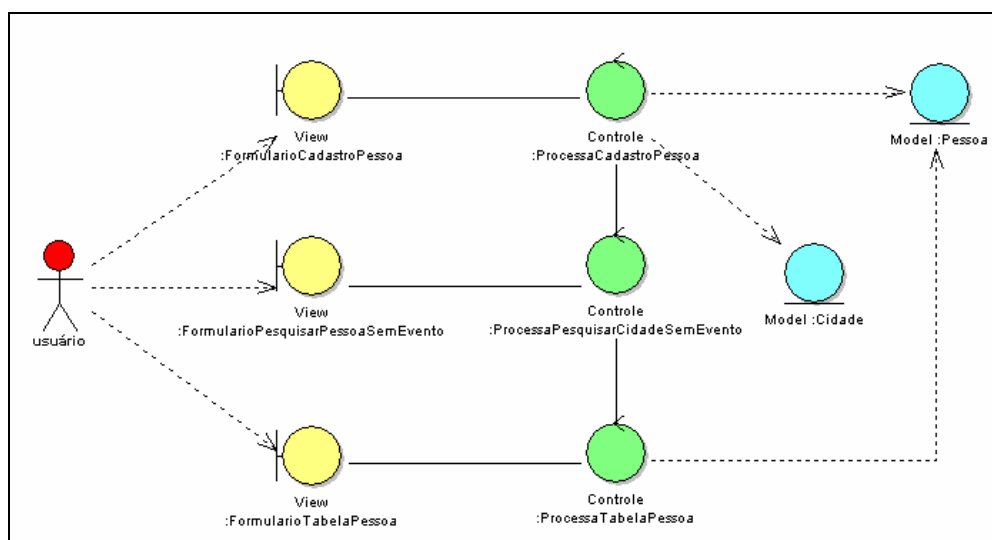 View
:FormularioCadastroPessoa
Controle
:ProcessaCadastroPessoa
Model :Pessoa
usuário
View
:FormularioPesquisarPessoaSemEvento
Controle
:ProcessaPesquisarCidadeSemEvento
Model :Cidade
View
:FormularioTabelaPessoa
Controle
:ProcessaTabelaPessoa